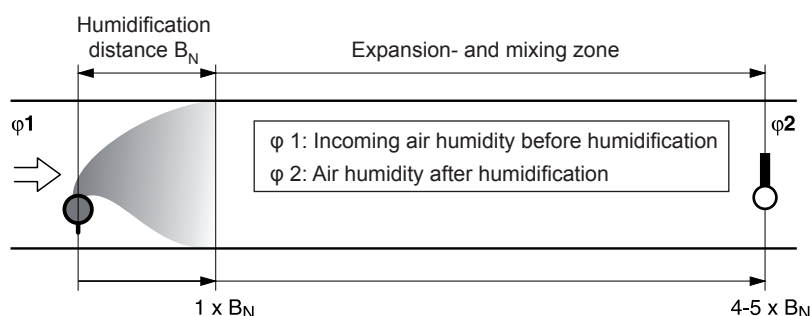 Humidification
distance B_N
Expansion- and mixing zone
φ1
φ2
φ 1: Incoming air humidity before humidification
φ 2: Air humidity after humidification
1 x B_N
4-5 x B_N